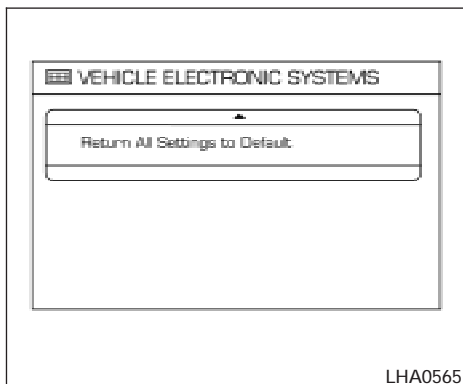 VEHICLE ELECTRONIC SYSTEMS
Return All Settings to Default
LHA0565